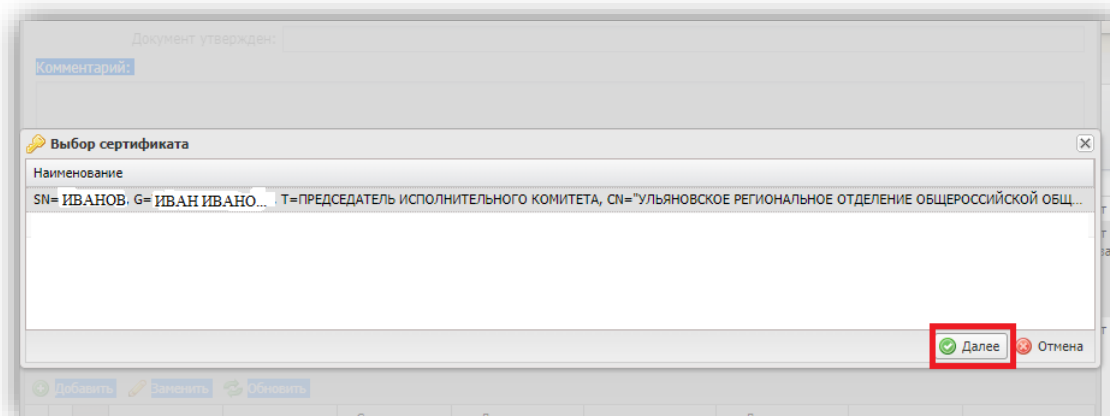 Документ утвержден:
Комментарий:
Выбор сертификата
Наименование
SN= ИВАНОВ, G= ИВАН ИВАНО... , T=ПРЕДСЕДАТЕЛЬ ИСПОЛНИТЕЛЬНОГО КОМИТЕТА, CN="УЛЬЯНОВСКОЕ РЕГИОНАЛЬНОЕ ОТДЕЛЕНИЕ ОБЩЕРОССИЙСКОЙ ОБЩ...
Далее Отмена
Добавить Заменить Обновить